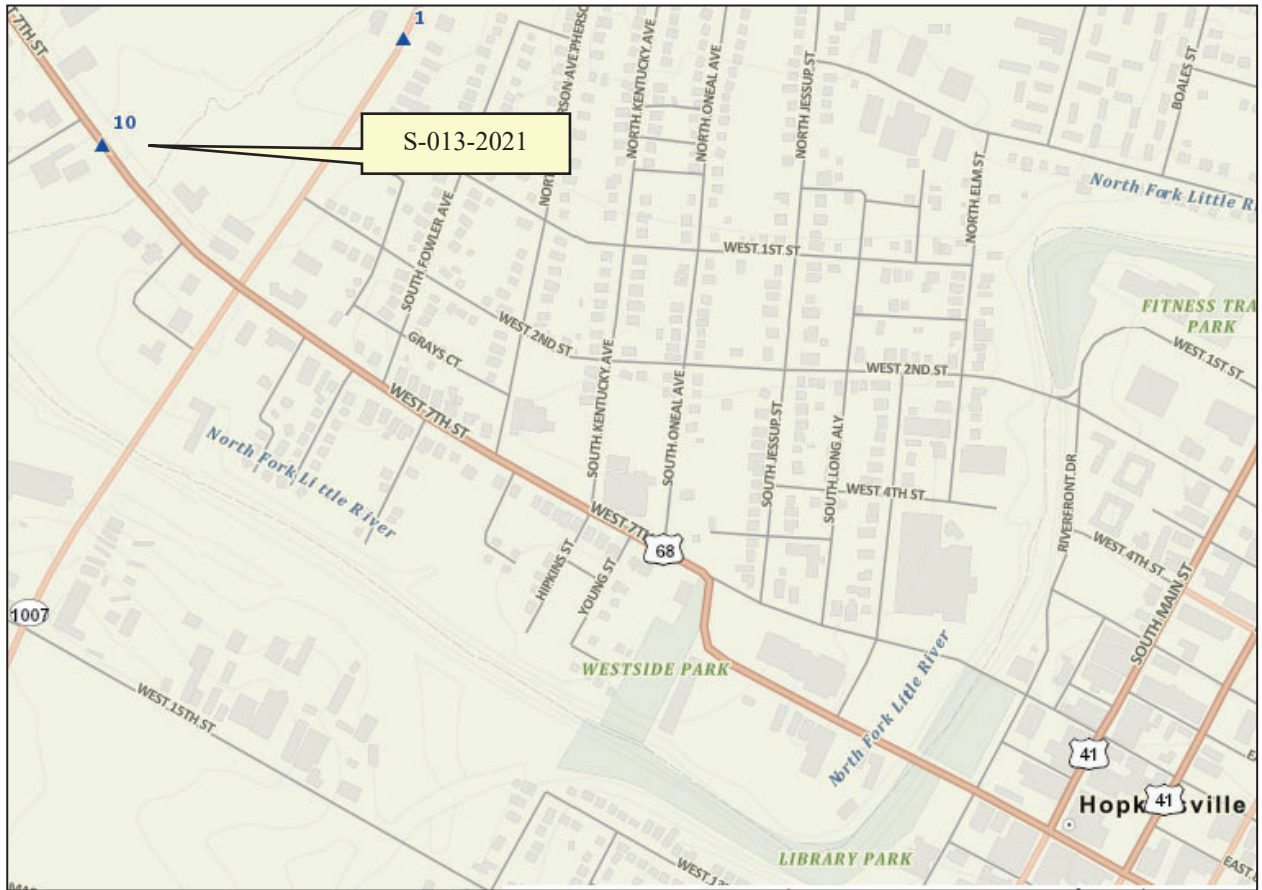 ST 7TH ST
1
10
S-013-2021
NORTH KENTUCKY AVE
NORTH ONEAL AVE
NORTH JESSUP ST
BOALES ST
NORTH ELM ST
North Fork Little R
SOUTH FOWLER AVE
WEST 1ST ST
FITNESS TRA
PARK
WEST 1ST ST
WEST 2ND ST
GRAYS CT
WEST 2ND ST
SOUTH KENTUCKY AVE
SOUTH ONEAL AVE
SOUTH JESSUP ST
SOUTH LONG ALY
WEST 7TH ST
North Fork Little River
WEST 4TH ST
RIVERFRONT DR
WEST 4TH ST
WEST 7TH
68
HIPKINS ST
YOUNG ST
SOUTH MAIN ST
1007
WESTSIDE PARK
North Fork Little River
WEST 15TH ST
41
41
Hopk sville
LIBRARY PARK
EAST